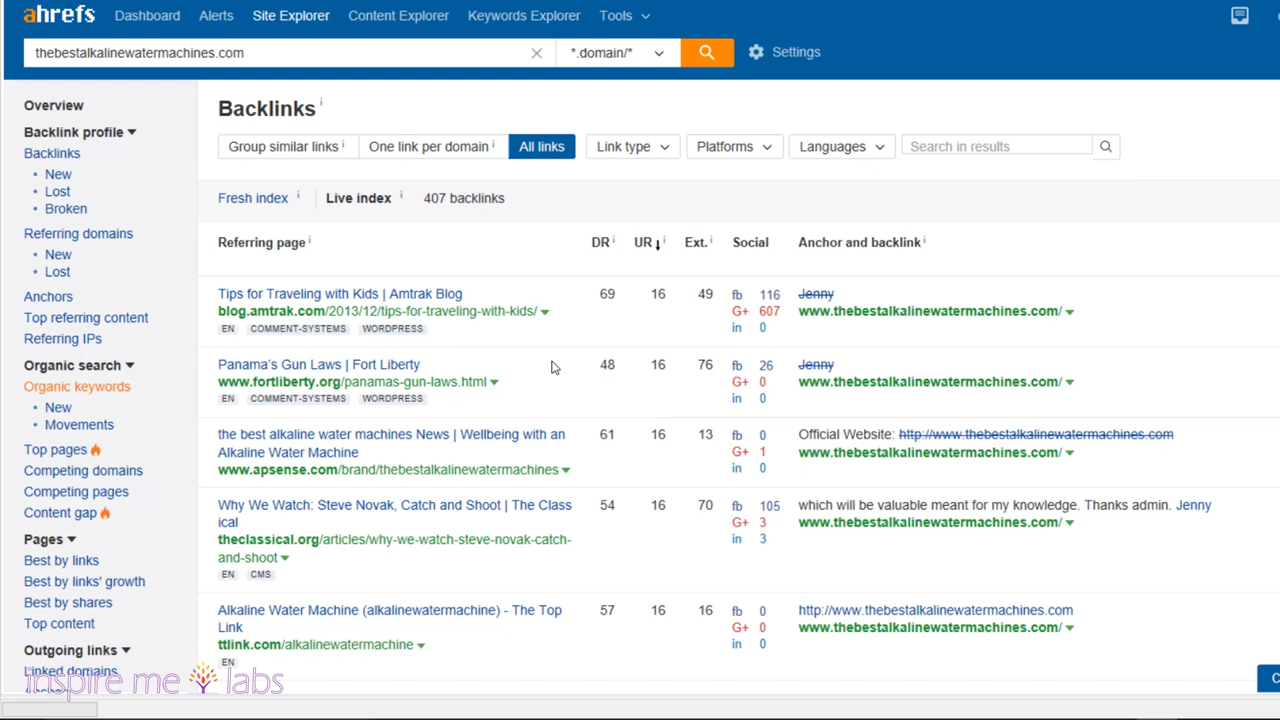 ahrefs Dashboard Alerts Site Explorer Content Explorer Keywords Explorer Tools
thebestalkalinewatermachines.com *.domain/* Settings
Overview
Backlink profile
Backlinks
New
Lost
Broken
Referring domains
New
Lost
Anchors
Top referring content
Referring IPs
Organic search
Organic keywords
New
Movements
Top pages
Competing domains
Competing pages
Content gap
Pages
Best by links
Best by links' growth
Best by shares
Top content
Outgoing links
Linked domains
inspire me labs
Backlinks i
Group similar links i One link per domain i All links Link type Platforms Languages Search in results
Fresh index i Live index i 407 backlinks
Referring page i DR i UR i Ext. i Social Anchor and backlink i
Tips for Traveling with Kids | Amtrak Blog 69 16 49 fb 116 Jenny
blog.amtrak.com/2013/12/tips-for-traveling-with-kids/ G+ 607 www.thebestalkalinewatermachines.com/
EN COMMENT-SYSTEMS WORDPRESS in 0
Panama's Gun Laws | Fort Liberty 48 16 76 fb 26 Jenny
www.fortliberty.org/panamas-gun-laws.html G+ 0 www.thebestalkalinewatermachines.com/
EN COMMENT-SYSTEMS WORDPRESS in 0
the best alkaline water machines News | Wellbeing with an 61 16 13 fb 0 Official Website: http://www.thebestalkalinewatermachines.com
Alkaline Water Machine G+ 1 www.thebestalkalinewatermachines.com/
www.apsense.com/brand/thebestalkalinewatermachines in 0
Why We Watch: Steve Novak, Catch and Shoot | The Class 54 16 70 fb 105 which will be valuable meant for my knowledge. Thanks admin. Jenny
ical G+ 3 www.thebestalkalinewatermachines.com/
theclassical.org/articles/why-we-watch-steve-novak-catch- in 3
and-shoot
EN CMS
Alkaline Water Machine (alkalinewatermachine) - The Top 57 16 16 fb 0 http://www.thebestalkalinewatermachines.com
Link G+ 0 www.thebestalkalinewatermachines.com/
ttlink.com/alkalinewatermachine in 0
EN